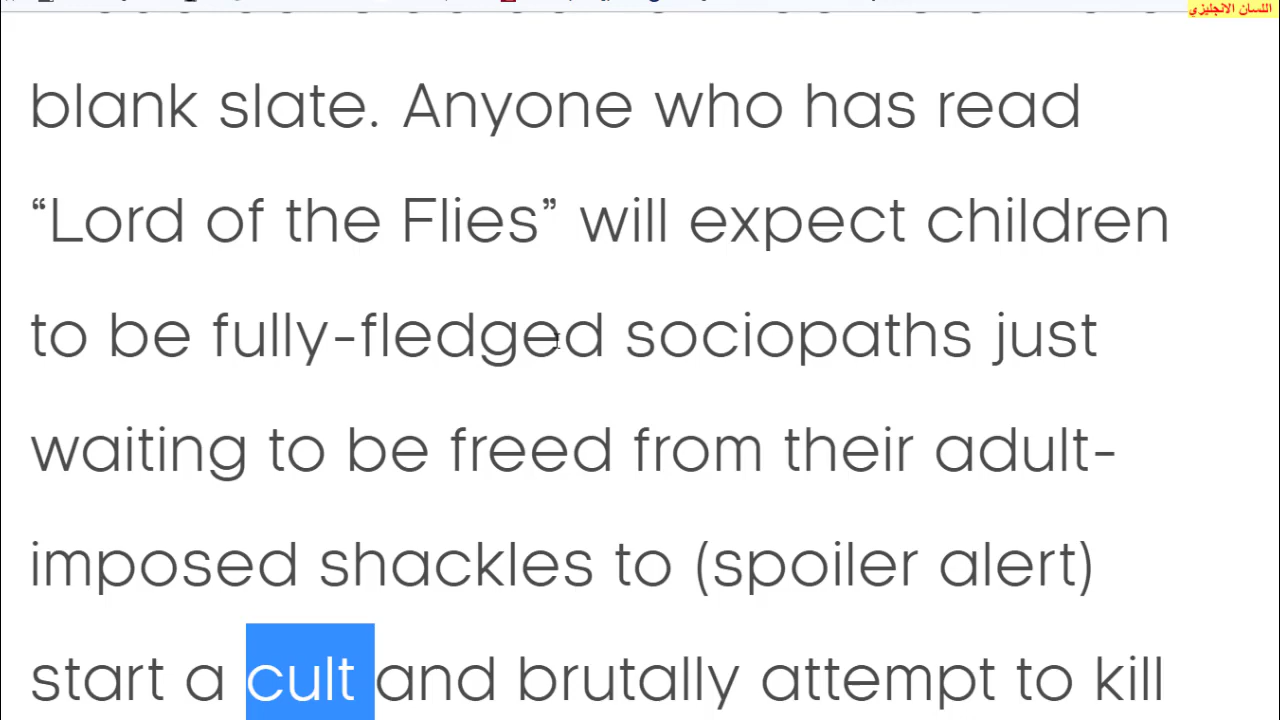 اللسان الانجليزي
blank slate. Anyone who has read
“Lord of the Flies” will expect children
to be fully-fledged sociopaths just
waiting to be freed from their adult-
imposed shackles to (spoiler alert)
start a cult and brutally attempt to kill